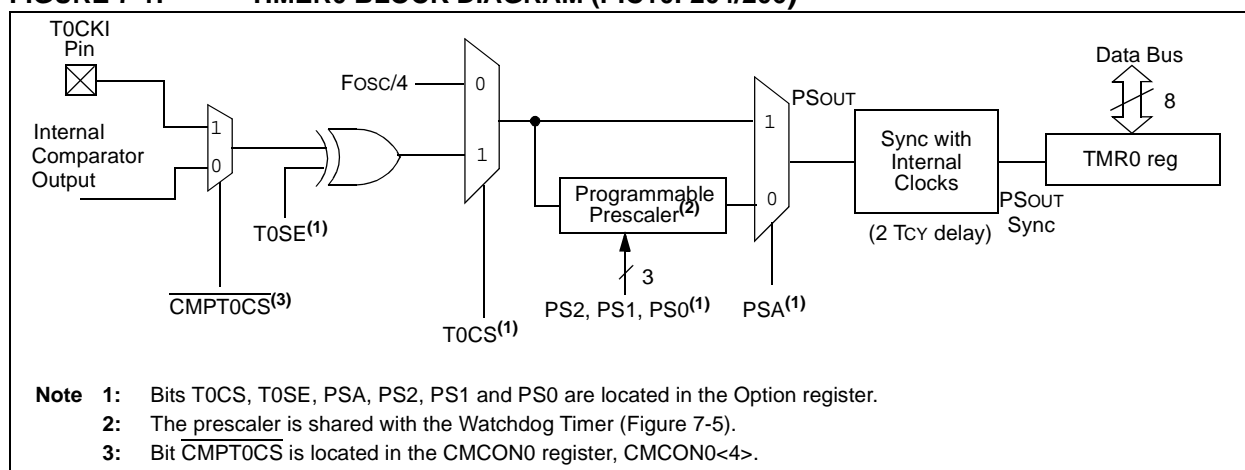 FIGURE TIMER0 BLOCK DIAGRAM
T0CKI
Pin
Internal
Comparator
Output
1
0
CMPT0CS(3)
T0SE(1)
FOSC/4
0
1
T0CS(1)
Programmable
Prescaler(2)
3
PS2, PS1, PS0(1)
1
0
PSA(1)
PSOUT
Sync with
Internal
Clocks
(2 TCY delay)
PSOUT
Sync
Data Bus
8
TMR0 reg
Note 1: Bits T0CS, T0SE, PSA, PS2, PS1 and PS0 are located in the Option register.
2: The prescaler is shared with the Watchdog Timer (Figure 7-5).
3: Bit CMPT0CS is located in the CMCON0 register, CMCON0<4>.